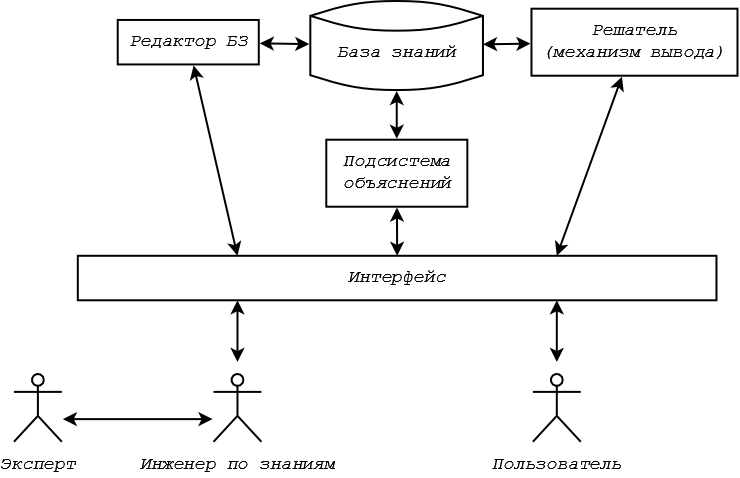 Редактор БЗ
База знаний
Решатель
(механизм вывода)
Подсистема
объяснений
Интерфейс
Эксперт
Инженер по знаниям
Пользователь